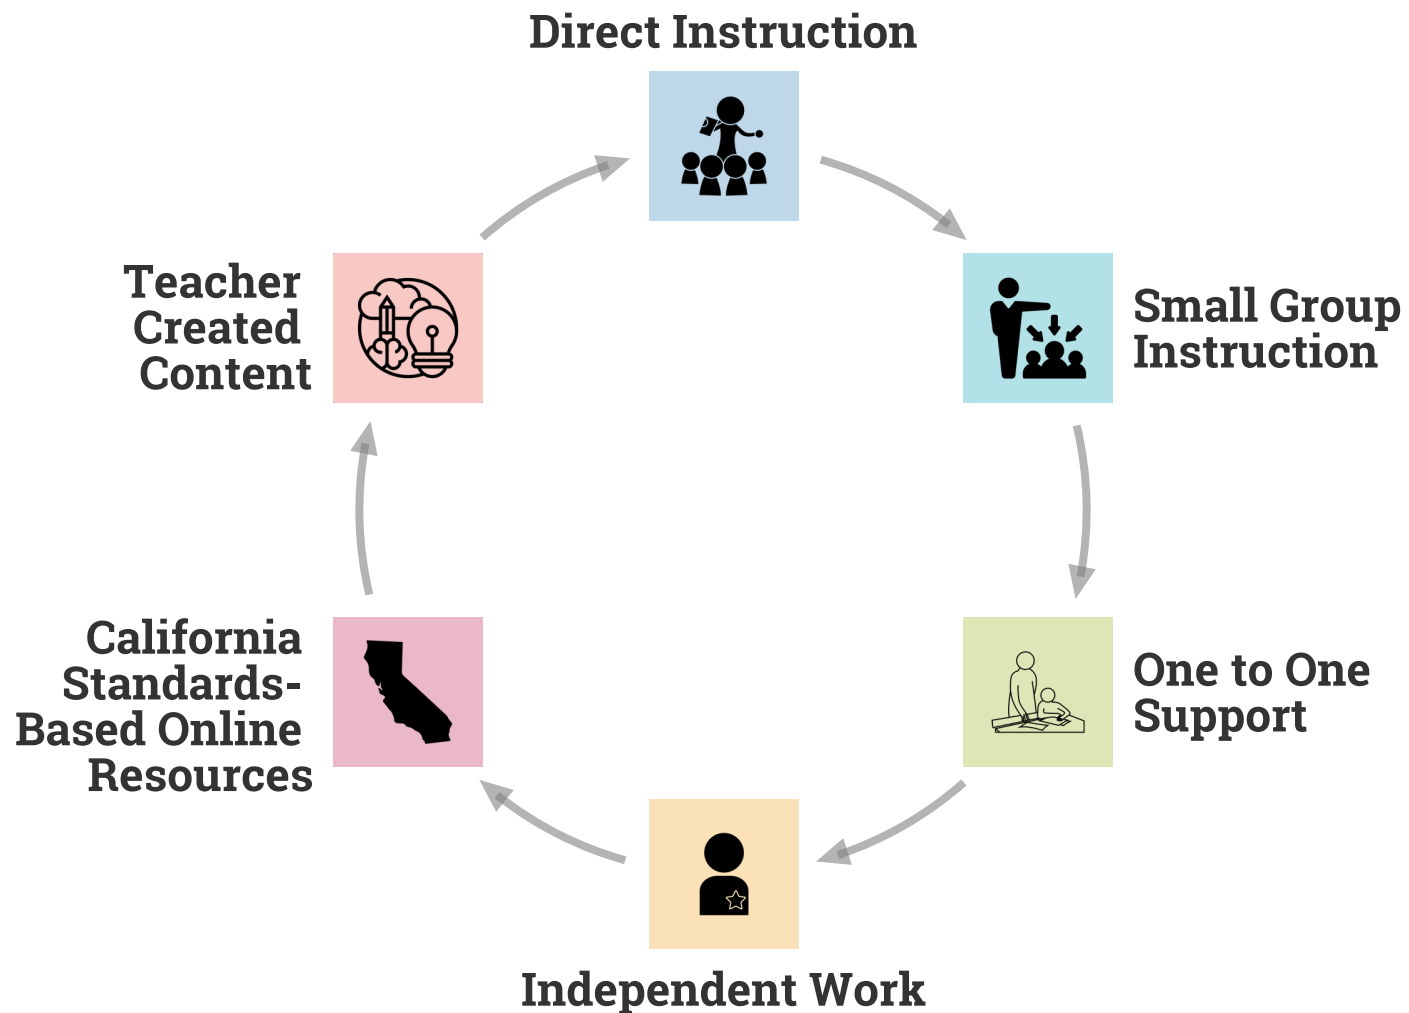 Direct Instruction
Small Group
Instruction
One to One
Support
Independent Work
California
Standards-
Based Online
Resources
Teacher
Created
Content